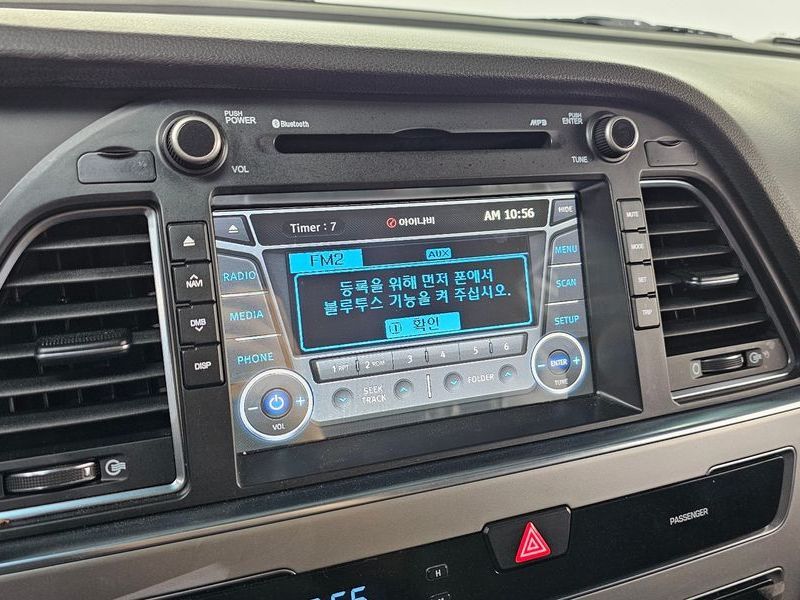 PUSH
POWER
Bluetooth
MP3
PUSH
ENTER
VOL
TUNE
Timer : 7
아이나비
AM 10:56
HIDE
MUTE
FM2
AUX
MENU
MODE
NAVI
RADIO
등록을 위해 먼저 폰에서
블루투스 기능을 켜 주십시오.
SCAN
SET
DMB
MEDIA
① 확인
SETUP
TRIP
DISP
PHONE
1 RPT
2 RDM
3
4
5
6
ENTER
VOL
SEEK
TRACK
FOLDER
TUNE
PASSENGER
H